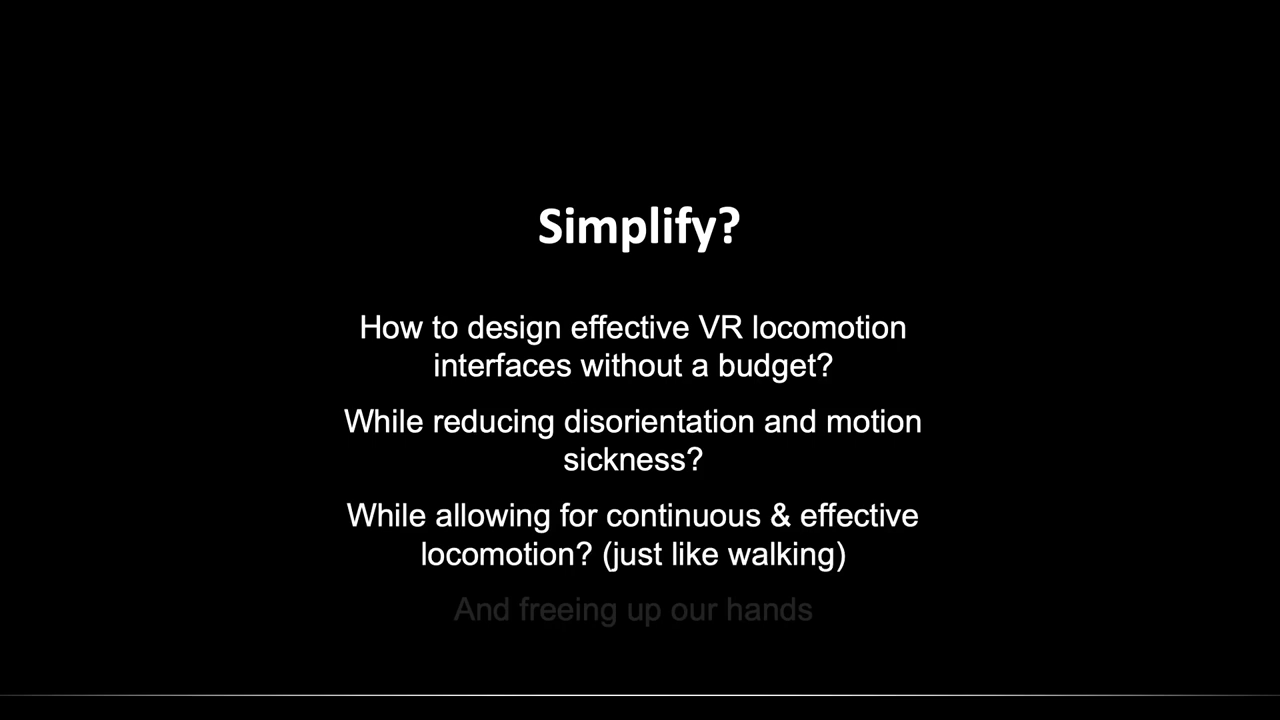 Simplify?
How to design effective VR locomotion
interfaces without a budget?
While reducing disorientation and motion
sickness?
While allowing for continuous & effective
locomotion? (just like walking)
And freeing up our hands